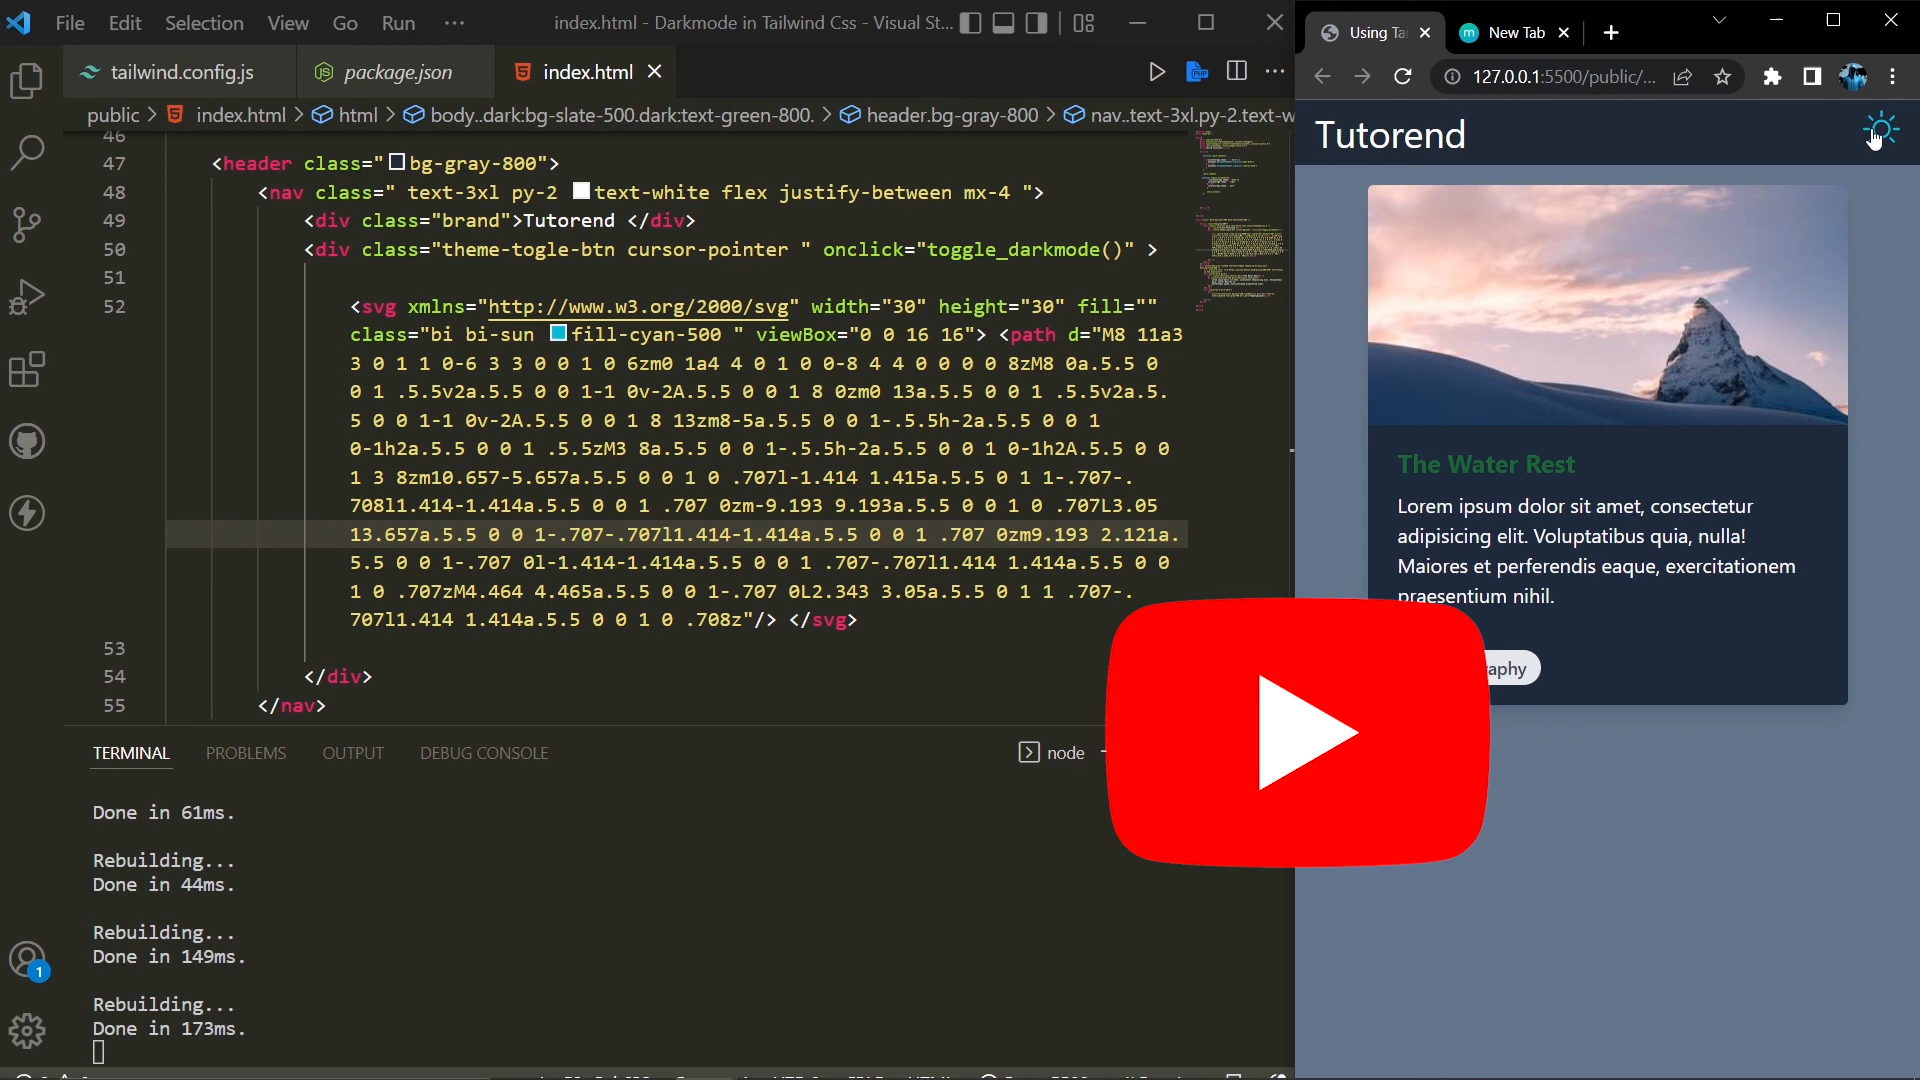 File Edit Selection View Go Run ···
index.html - Darkmode in Tailwind Css - Visual St...
tailwind.config.js
package.json
index.html
public > index.html > html > body..dark:bg-slate-500.dark:text-green-800. > header.bg-gray-800 > nav..text-3xl.py-2.text-w
46
47 <header class="bg-gray-800">
48 <nav class=" text-3xl py-2 text-white flex justify-between mx-4 ">
49 <div class="brand">Tutorend </div>
50 <div class="theme-togle-btn cursor-pointer " onclick="toggle_darkmode()" >
51
52 <svg xmlns="http://www.w3.org/2000/svg" width="30" height="30" fill=""
class="bi bi-sun fill-cyan-500 " viewBox="0 0 16 16"> <path d="M8 11a3
3 0 1 1 0-6 3 3 0 0 1 0 6zm0 1a4 4 0 1 0 0-8 4 4 0 0 0 0 8zM8 0a.5.5 0
0 1 .5.5v2a.5.5 0 0 1-1 0v-2A.5.5 0 0 1 8 0zm0 13a.5.5 0 0 1 .5.5v2a.5.
5 0 0 1-1 0v-2A.5.5 0 0 1 8 13zm8-5a.5.5 0 0 1-.5.5h-2a.5.5 0 0 1
0-1h2a.5.5 0 0 1 .5.5zM3 8a.5.5 0 0 1-.5.5h-2a.5.5 0 0 1 0-1h2A.5.5 0 0
1 3 8zm10.657-5.657a.5.5 0 0 1 0 .707l-1.414 1.415a.5.5 0 1 1-.707-.
708l1.414-1.414a.5.5 0 0 1 .707 0zm-9.193 9.193a.5.5 0 0 1 0 .707L3.05
13.657a.5.5 0 0 1-.707-.707l1.414-1.414a.5.5 0 0 1 .707 0zm9.193 2.121a.
5.5 0 0 1-.707 0l-1.414-1.414a.5.5 0 0 1 .707-.707l1.414 1.414a.5.5 0 0
1 0 .707zM4.464 4.465a.5.5 0 0 1-.707 0L2.343 3.05a.5.5 0 1 1 .707-.
707l1.414 1.414a.5.5 0 0 1 0 .708z"/> </svg>
53
54 </div>
55 </nav>
TERMINAL PROBLEMS OUTPUT DEBUG CONSOLE
node
Done in 61ms.
Rebuilding...
Done in 44ms.
Rebuilding...
Done in 149ms.
Rebuilding...
Done in 173ms.
1
Using Ta
New Tab
127.0.0.1:5500/public/...
Tutorend
The Water Rest
Lorem ipsum dolor sit amet, consectetur
adipisicing elit. Voluptatibus quia, nulla!
Maiores et perferendis eaque, exercitationem
praesentium nihil.
aphy